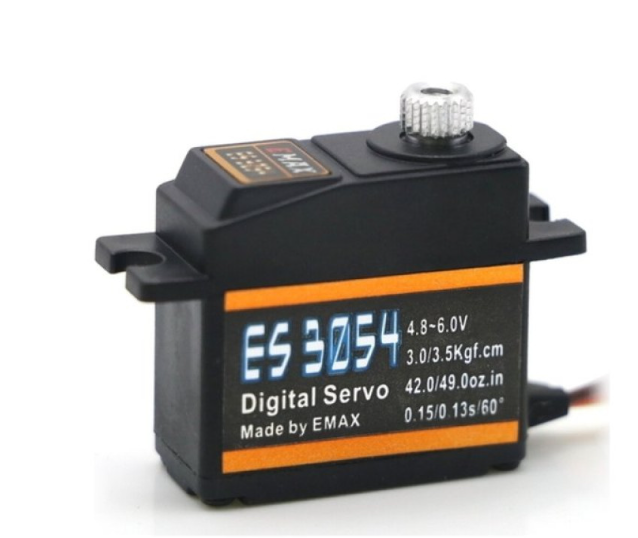 EMAX
ES 3054
4.8~6.0V
3.0/3.5Kgf.cm
Digital Servo
42.0/49.0oz.in
Made by EMAX
0.15/0.13s/60°